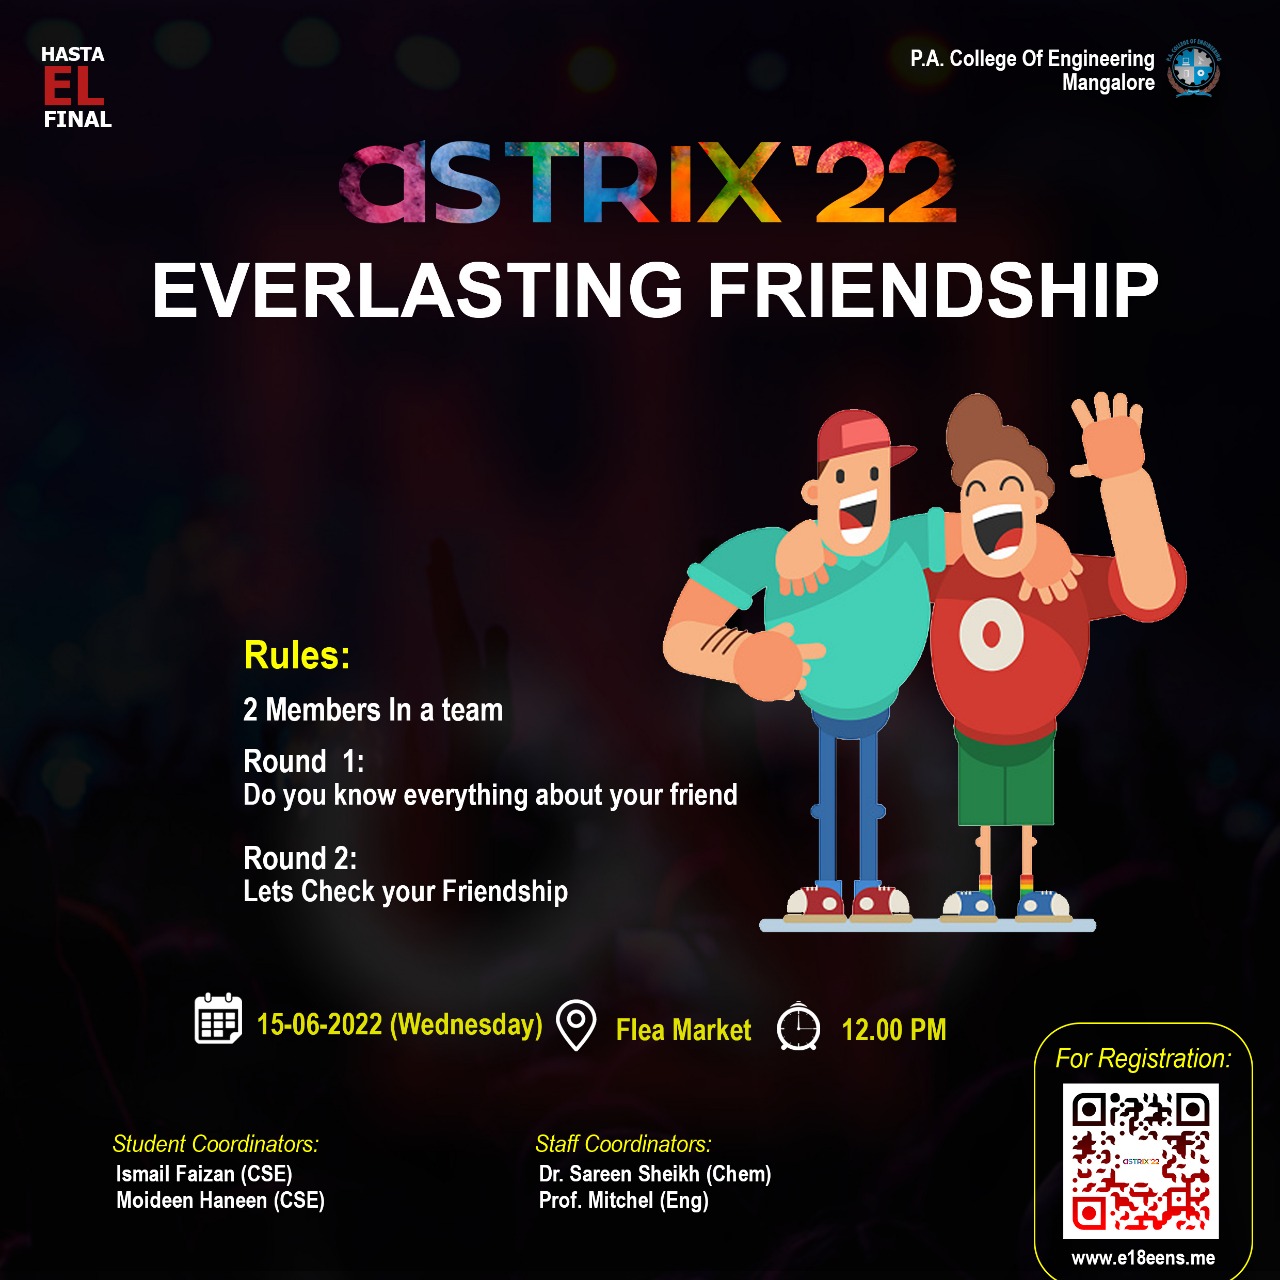 HASTA
EL
FINAL
P.A. College Of Engineering
Mangalore
aSTRIX'22
EVERLASTING FRIENDSHIP
Rules:
2 Members In a team
Round 1:
Do you know everything about your friend
Round 2:
Lets Check your Friendship
15-06-2022 (Wednesday)
Flea Market
12.00 PM
Student Coordinators:
Ismail Faizan (CSE)
Moideen Haneen (CSE)
Staff Coordinators:
Dr. Sareen Sheikh (Chem)
Prof. Mitchel (Eng)
For Registration:
aSTRIX'22
www.e18eens.me